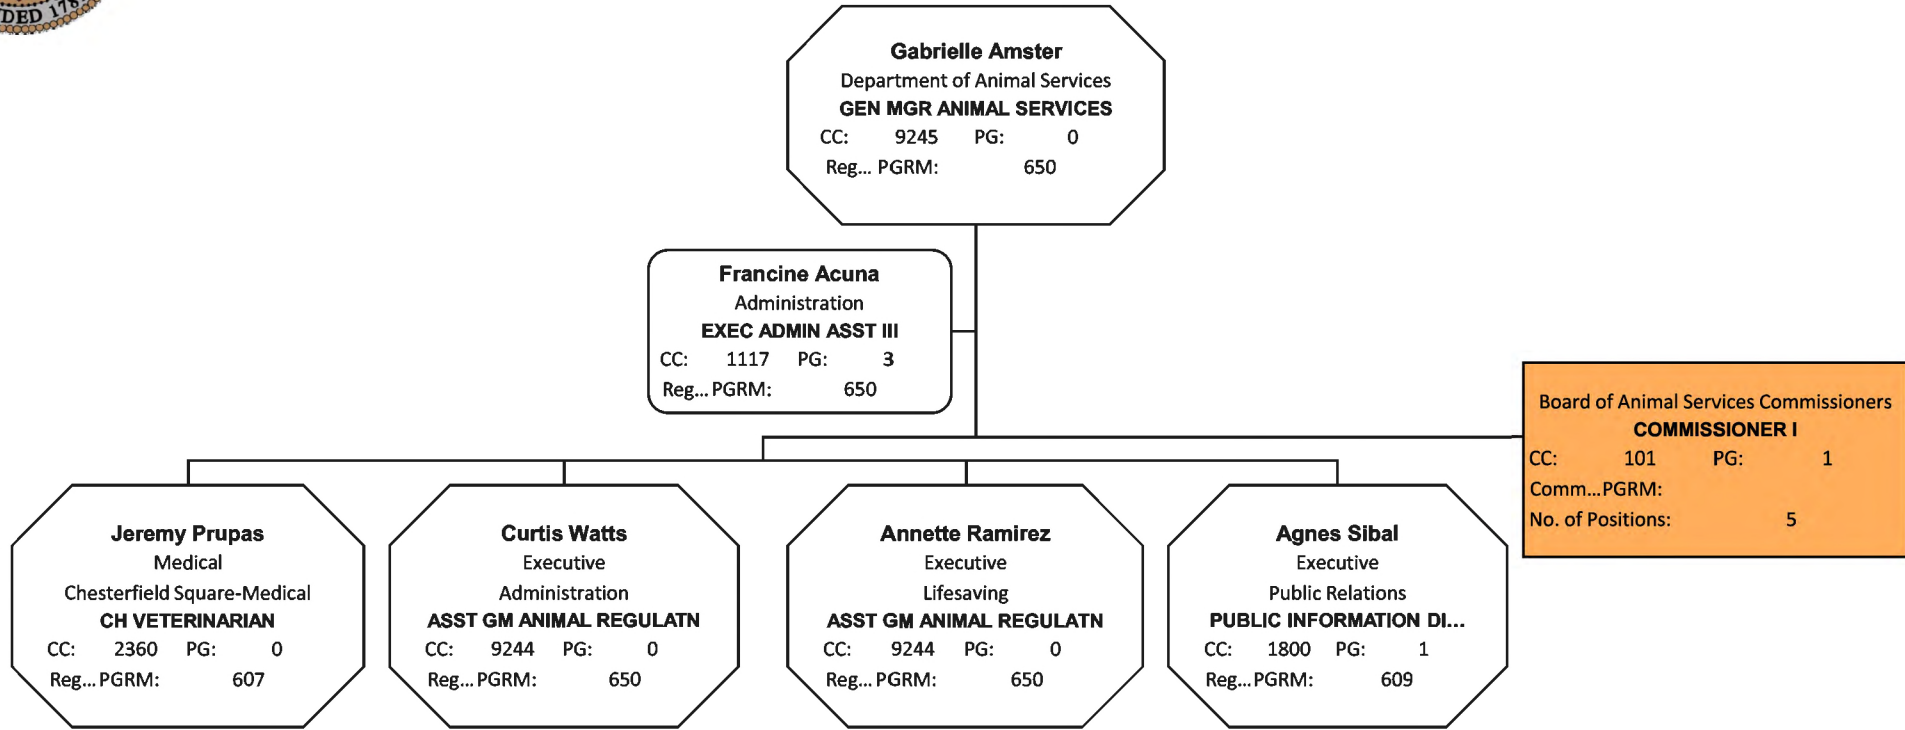 DED 178
Gabrielle Amster
Department of Animal Services
GEN MGR ANIMAL SERVICES
CC: 9245 PG: 0
Reg... PGRM: 650
Francine Acuna
Administration
EXEC ADMIN ASST III
CC: 1117 PG: 3
Reg... PGRM: 650
Board of Animal Services Commissioners
COMMISSIONER I
CC: 101 PG: 1
Comm... PGRM:
No. of Positions: 5
Jeremy Prupas
Medical
Chesterfield Square-Medical
CH VETERINARIAN
CC: 2360 PG: 0
Reg... PGRM: 607
Curtis Watts
Executive
Administration
ASST GM ANIMAL REGULATN
CC: 9244 PG: 0
Reg... PGRM: 650
Annette Ramirez
Executive
Lifesaving
ASST GM ANIMAL REGULATN
CC: 9244 PG: 0
Reg... PGRM: 650
Agnes Sibal
Executive
Public Relations
PUBLIC INFORMATION DI...
CC: 1800 PG: 1
Reg... PGRM: 609